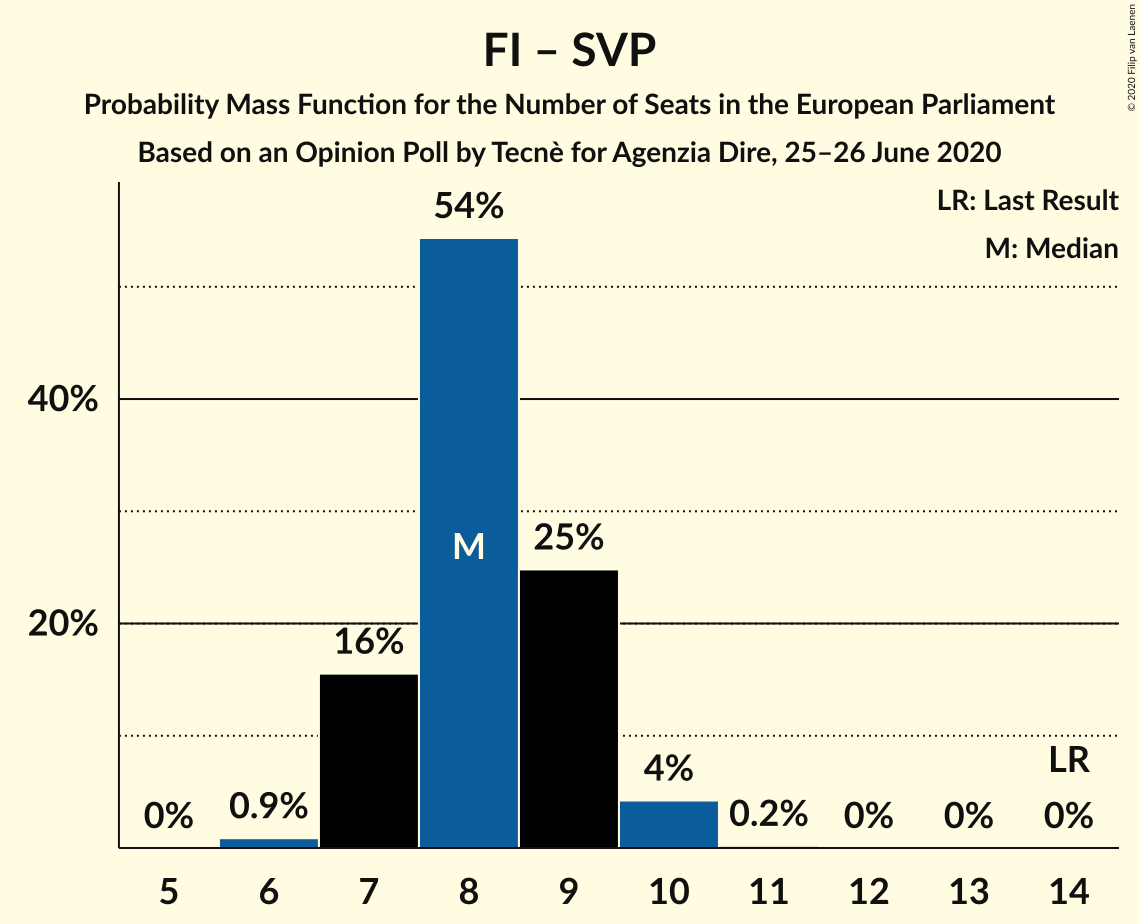 FI – SVP
Probability Mass Function for the Number of Seats in the European Parliament
Based on an Opinion Poll by Tecnè for Agenzia Dire, 25–26 June 2020
© 2020 Filip van Laenen
LR: Last Result
M: Median
54%
40%
M
25%
20%
16%
4%
LR
0%
0.9%
0.2%
0%
0%
0%
5 6 7 8 9 10 11 12 13 14